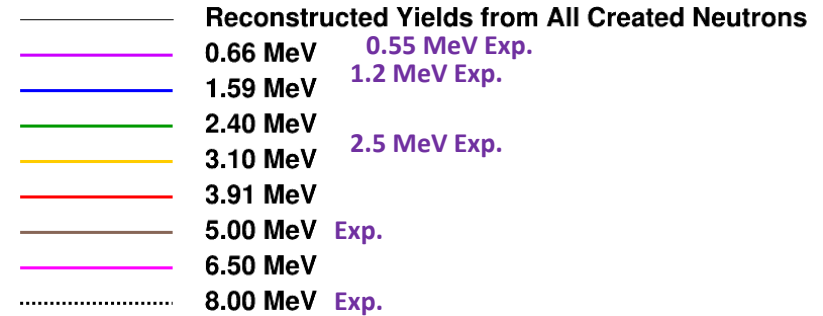 Reconstructed Yields from All Created Neutrons
0.66 MeV 0.55 MeV Exp.
1.2 MeV Exp.
1.59 MeV
2.40 MeV
2.5 MeV Exp.
3.10 MeV
3.91 MeV
5.00 MeV Exp.
6.50 MeV
8.00 MeV Exp.